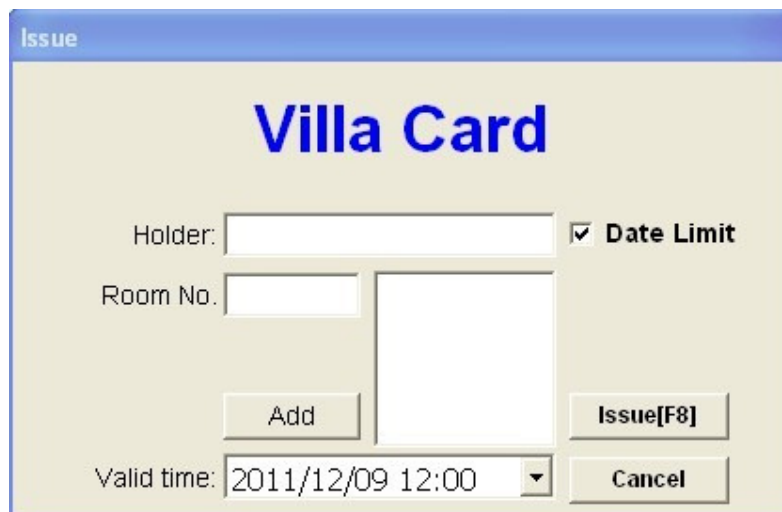 Issue
Villa Card
Holder:
Date Limit
Room No.
Add
Issue[F8]
Valid time: 2011/12/09 12:00
Cancel